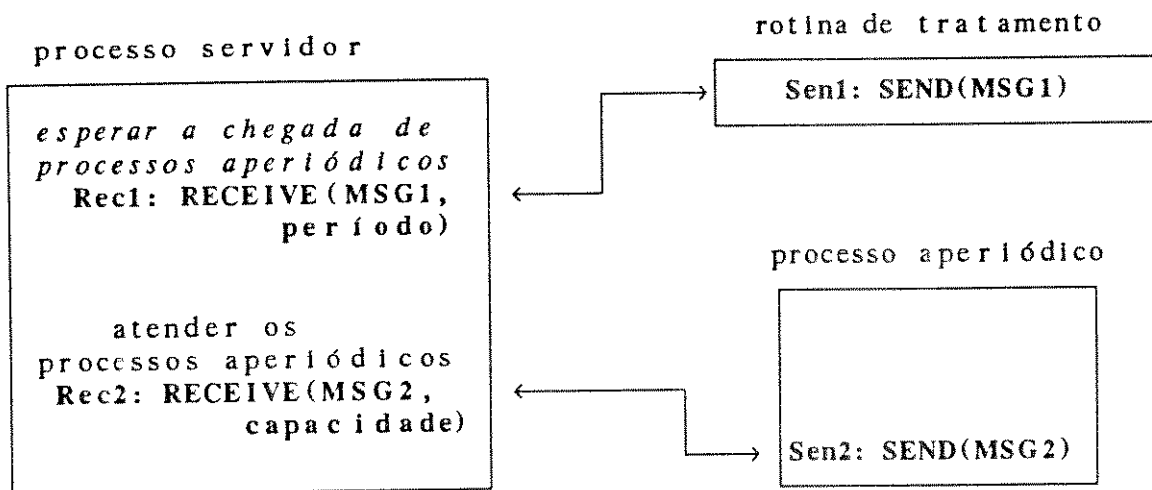 processo servidor
esperar a chegada de
processos aperiódicos
Rec1: RECEIVE(MSG1,
período)
atender os
processos aperiódicos
Rec2: RECEIVE(MSG2,
capacidade)
rotina de tratamento
Sen1: SEND(MSG1)
processo aperiódico
Sen2: SEND(MSG2)